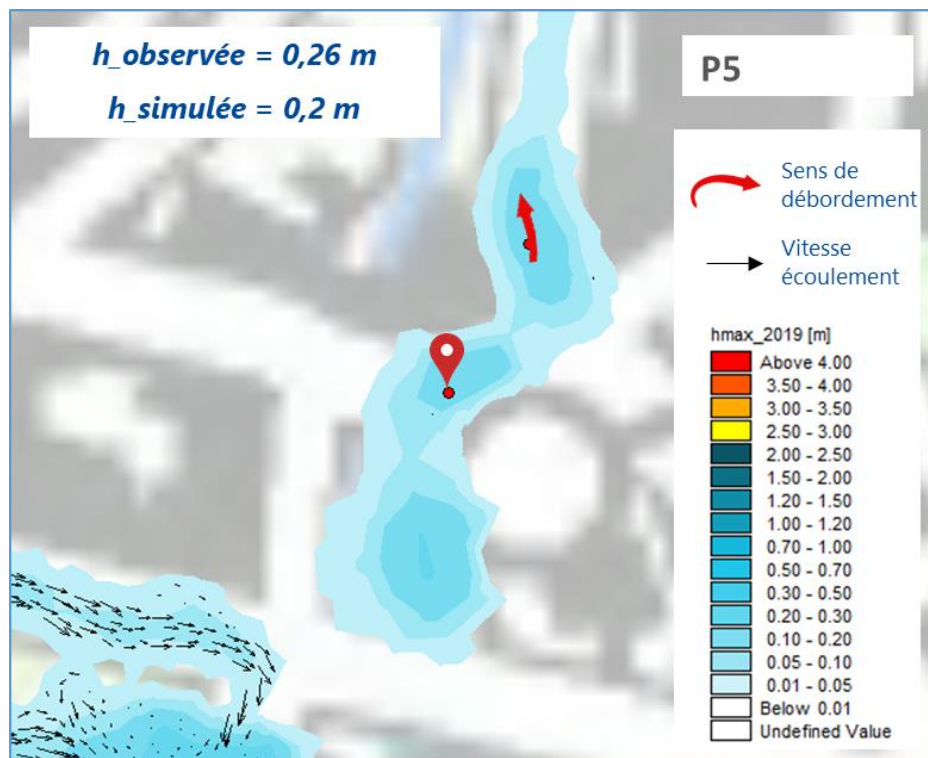 h_observée = 0,26 m
h_simulée = 0,2 m
P5
Sens de
débordement
Vitesse
écoulement
hmax_2019 [m]
Above 4.00
3.50 - 4.00
3.00 - 3.50
2.50 - 3.00
2.00 - 2.50
1.50 - 2.00
1.20 - 1.50
1.00 - 1.20
0.70 - 1.00
0.50 - 0.70
0.30 - 0.50
0.20 - 0.30
0.10 - 0.20
0.05 - 0.10
0.01 - 0.05
Below 0.01
Undefined Value